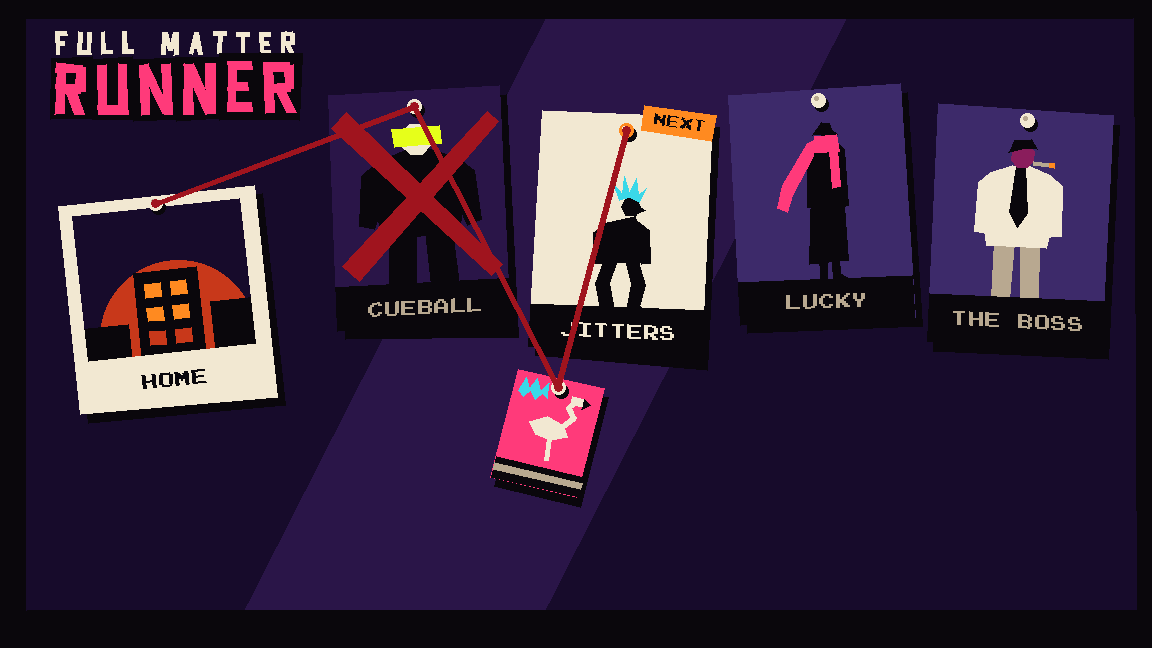 FULL MATTER
RUNNER
NEXT
HOME
CUEBALL
JITTERS
LUCKY
THE BOSS